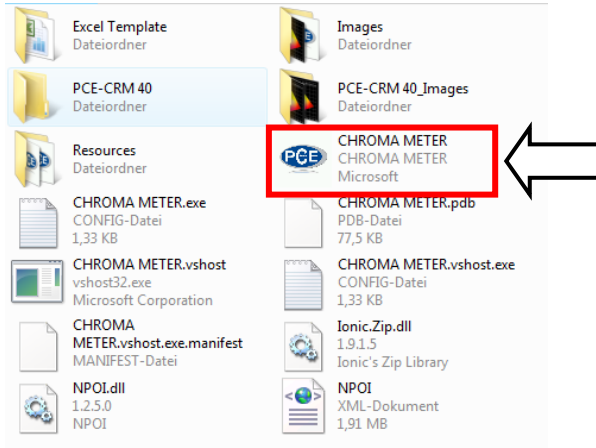 Excel Template
Dateiordner
Images
Dateiordner
PCE-CRM 40
Dateiordner
PCE-CRM 40_Images
Dateiordner
Resources
Dateiordner
PCE
CHROMA METER
CHROMA METER
Microsoft
CHROMA METER.exe
CONFIG-Datei
1,33 KB
CHROMA METER.pdb
PDB-Datei
77,5 KB
CHROMA METER.vshost
vshost32.exe
Microsoft Corporation
CHROMA METER.vshost.exe
CONFIG-Datei
1,33 KB
CHROMA
METER.vshost.exe.manifest
MANIFEST-Datei
Ionic.Zip.dll
1.9.1.5
Ionic's Zip Library
NPOI.dll
1.2.5.0
NPOI
NPOI
XML-Dokument
1,91 MB